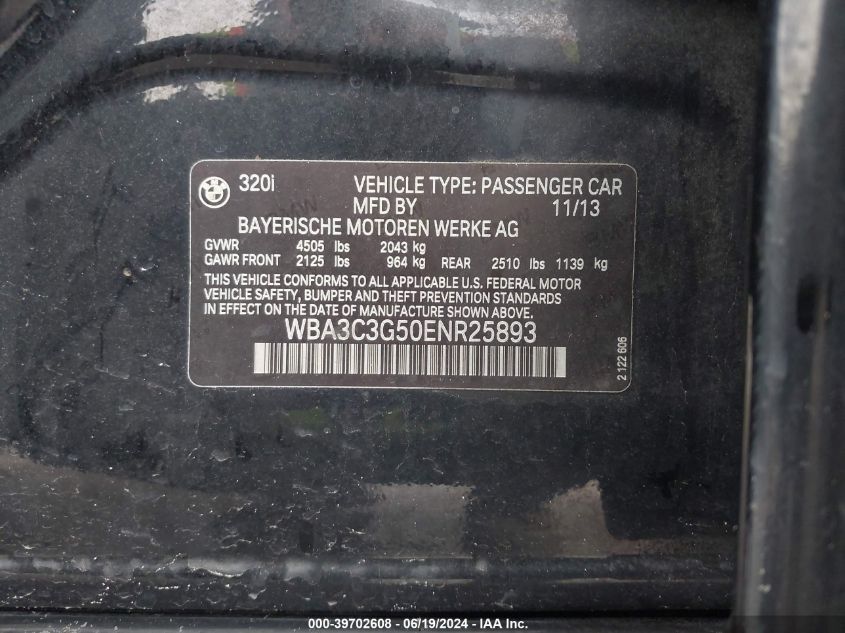 320i VEHICLE TYPE: PASSENGER CAR
MFD BY 11/13
BAYERISCHE MOTOREN WERKE AG
GVWR 4505 lbs 2043 kg
GAWR FRONT 2125 lbs 964 kg REAR 2510 lbs 1139 kg
THIS VEHICLE CONFORMS TO ALL APPLICABLE U.S. FEDERAL MOTOR
VEHICLE SAFETY, BUMPER AND THEFT PREVENTION STANDARDS
IN EFFECT ON THE DATE OF MANUFACTURE SHOWN ABOVE.
WBA3C3G50ENR25893
2 122 606
000-39702608 - 06/19/2024 - IAA Inc.